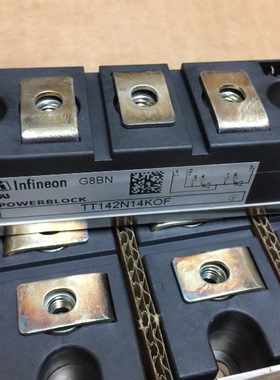 Infineon G8BN
POWERBLOCK
TT142N14KOF